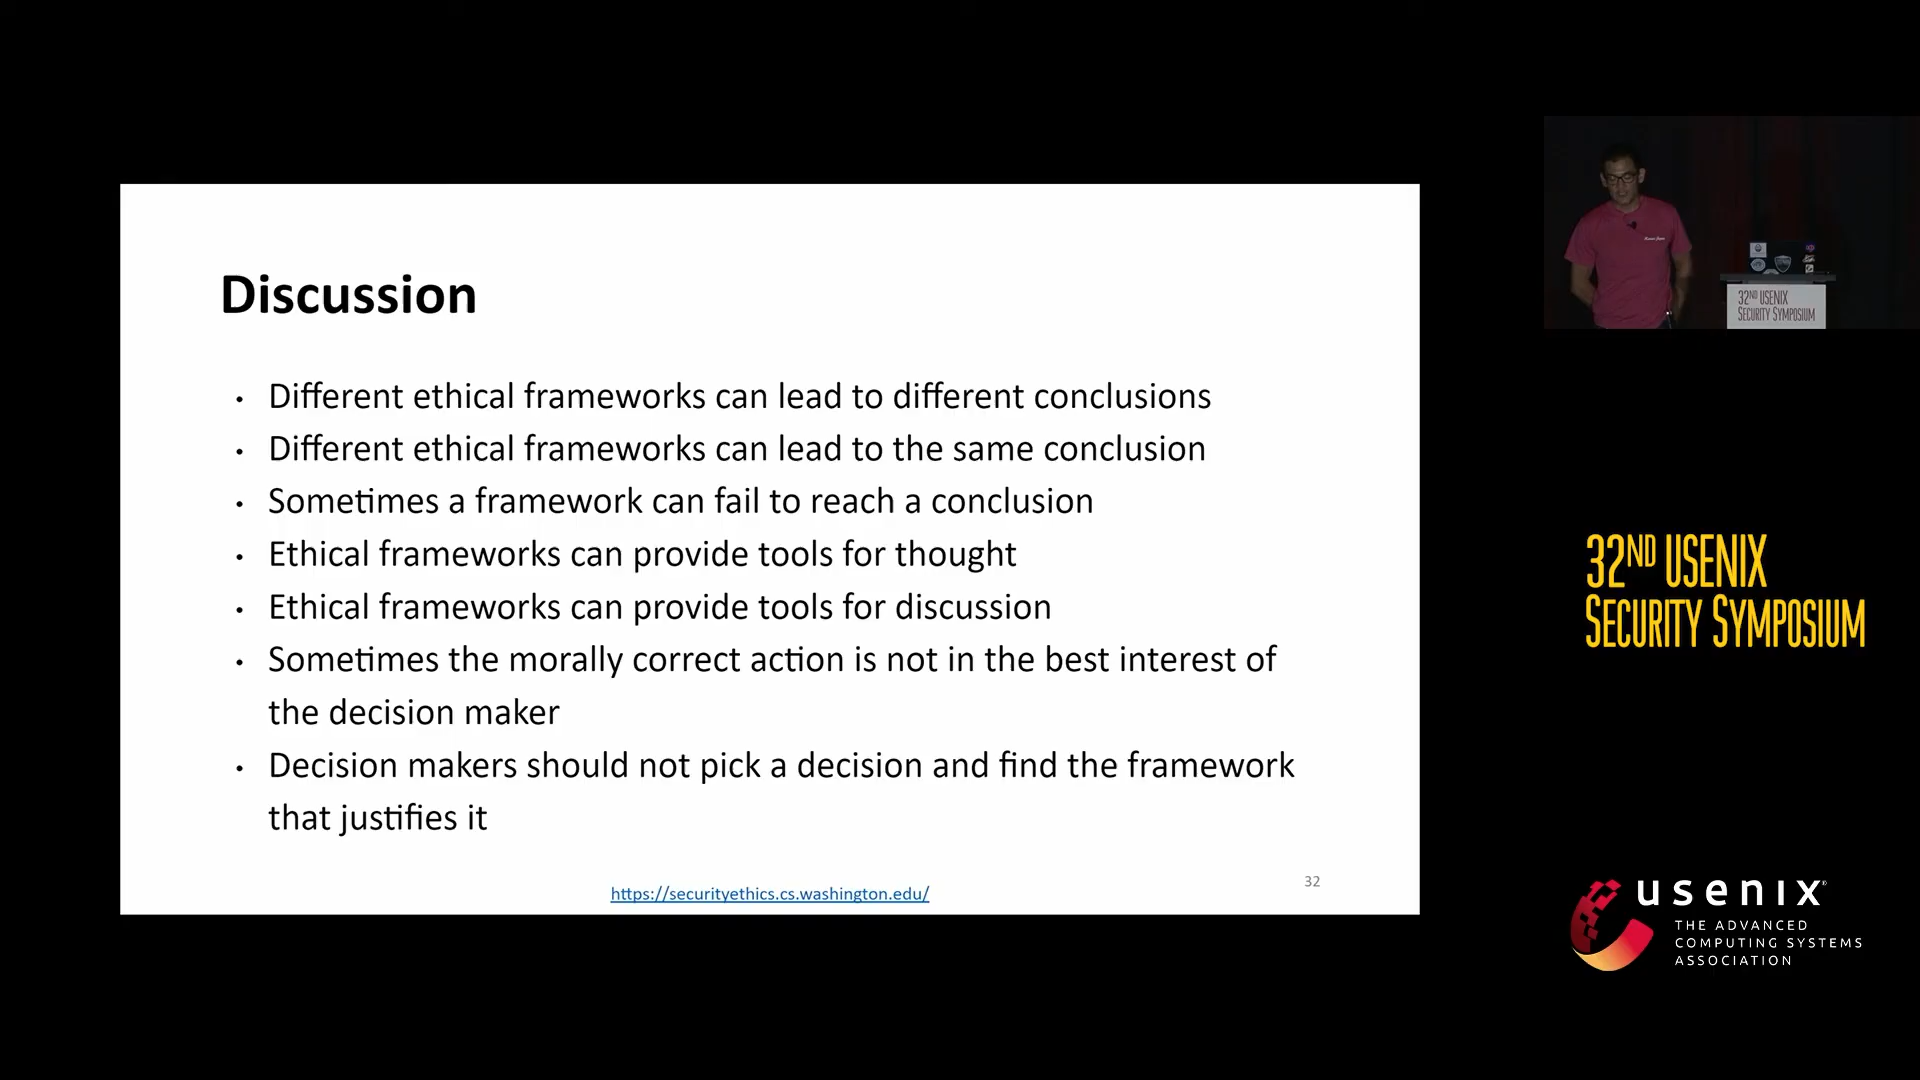 Discussion
• Different ethical frameworks can lead to different conclusions
• Different ethical frameworks can lead to the same conclusion
• Sometimes a framework can fail to reach a conclusion
• Ethical frameworks can provide tools for thought
• Ethical frameworks can provide tools for discussion
• Sometimes the morally correct action is not in the best interest of
the decision maker
• Decision makers should not pick a decision and find the framework
that justifies it
https://securityethics.cs.washington.edu/
32
32ND USENIX
SECURITY SYMPOSIUM
32ND USENIX
SECURITY SYMPOSIUM
usenix®
THE ADVANCED
COMPUTING SYSTEMS
ASSOCIATION